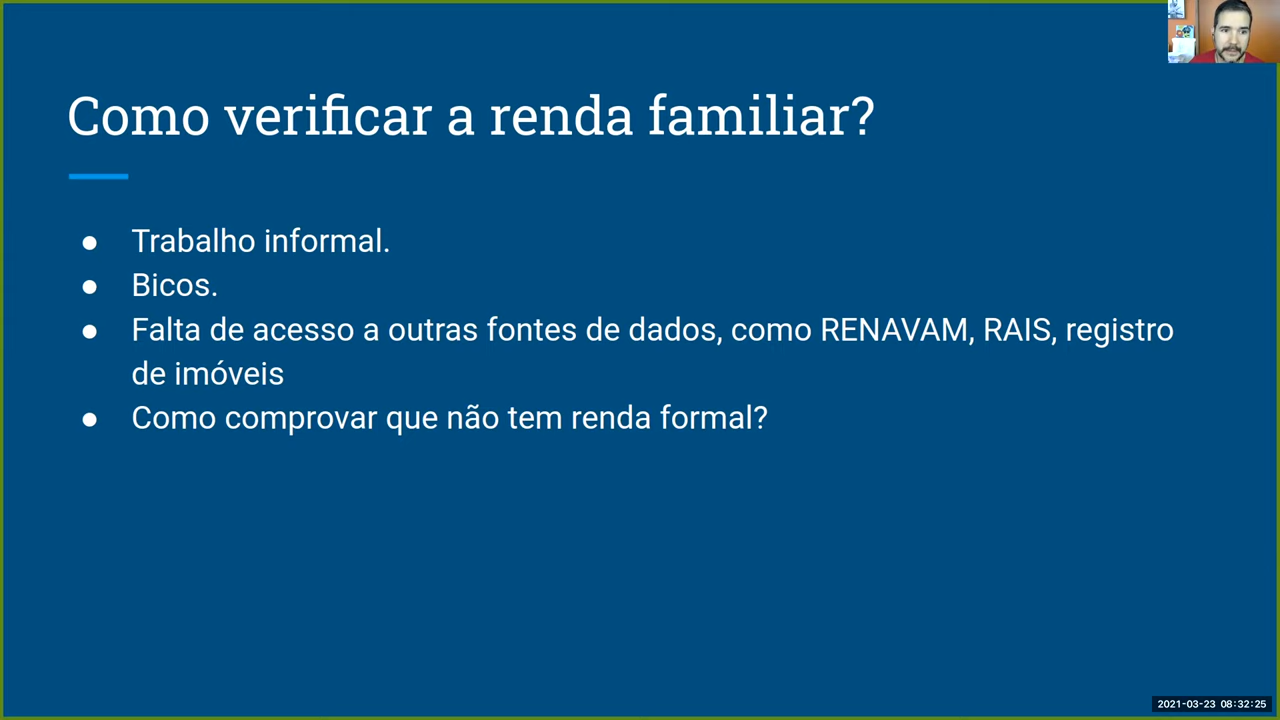 Como verificar a renda familiar?
● Trabalho informal.
● Bicos.
● Falta de acesso a outras fontes de dados, como RENAVAM, RAIS, registro
de imóveis
● Como comprovar que não tem renda formal?
2021-03-23 08:32:25